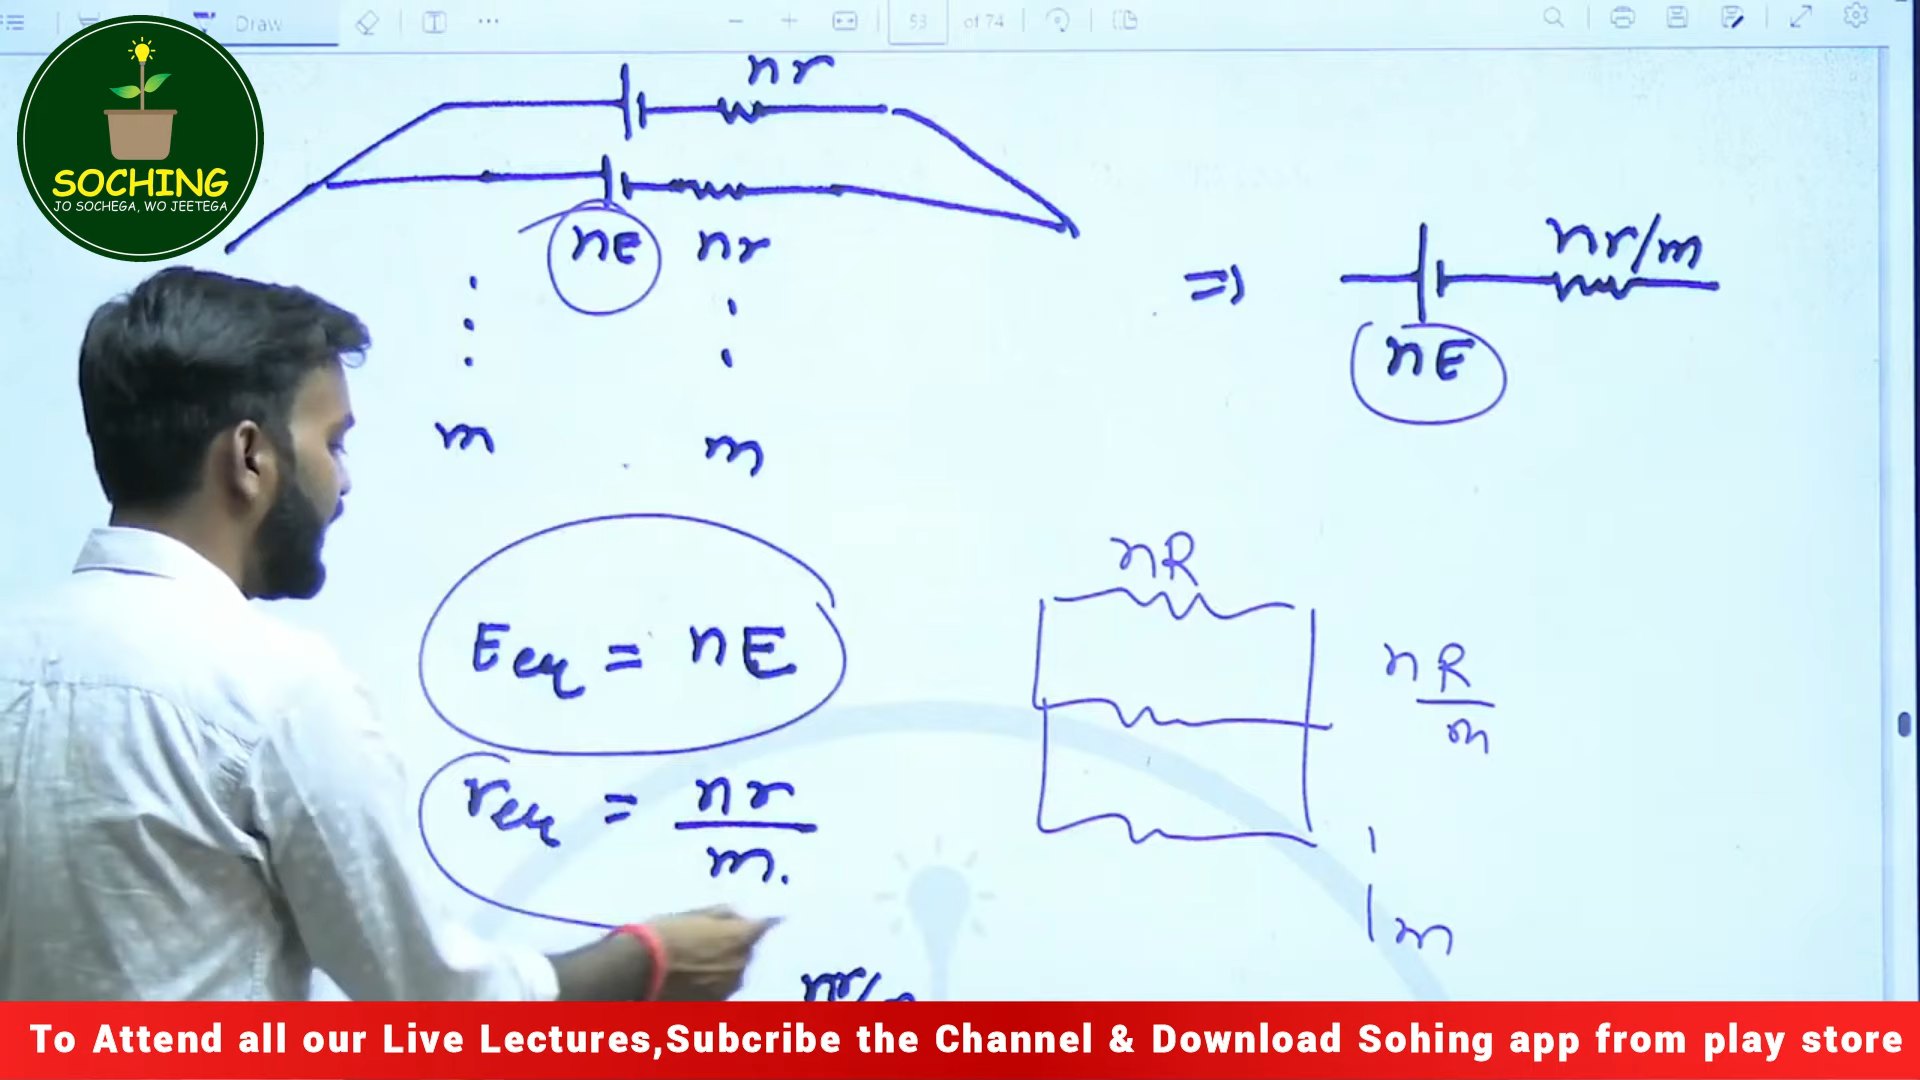 Draw
53 of 74
SOCHING
JO SOCHEGA, WO JEETEGA
nr
nE nr
m m
⇒
nr/m
nE
Eeq = nE
req = nr/m.
nR
nR/m
m
nr/
To Attend all our Live Lectures,Subcribe the Channel & Download Sohing app from play store